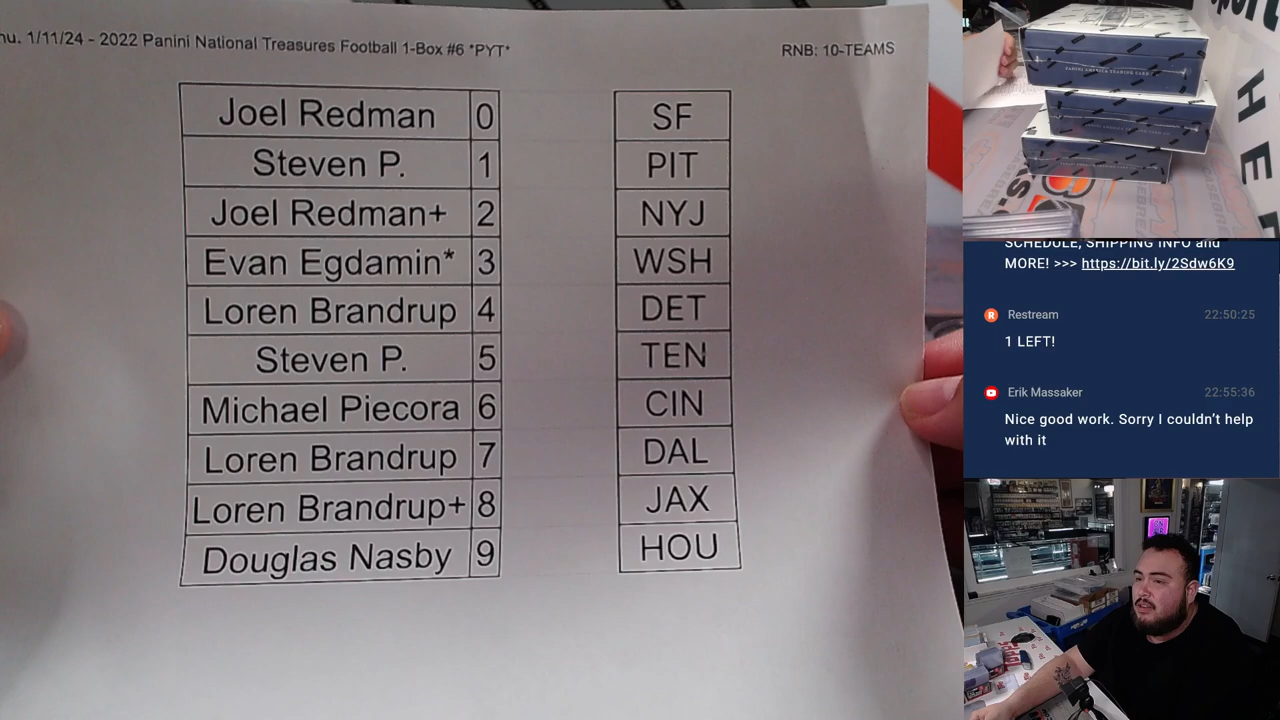 hu. 1/11/24 - 2022 Panini National Treasures Football 1-Box #6 *PYT*
RNB: 10-TEAMS
Joel Redman 0 SF
Steven P. 1 PIT
Joel Redman+ 2 NYJ
Evan Egdamin* 3 WSH
Loren Brandrup 4 DET
Steven P. 5 TEN
Michael Piecora 6 CIN
Loren Brandrup 7 DAL
Loren Brandrup+ 8 JAX
Douglas Nasby 9 HOU
PANINI AMERICA TRADING CARD
H E
SCHEDULE, SHIPPING INFO and
MORE! >>> https://bit.ly/2Sdw6K9
Restream 22:50:25
1 LEFT!
Erik Massaker 22:55:36
Nice good work. Sorry I couldn't help
with it